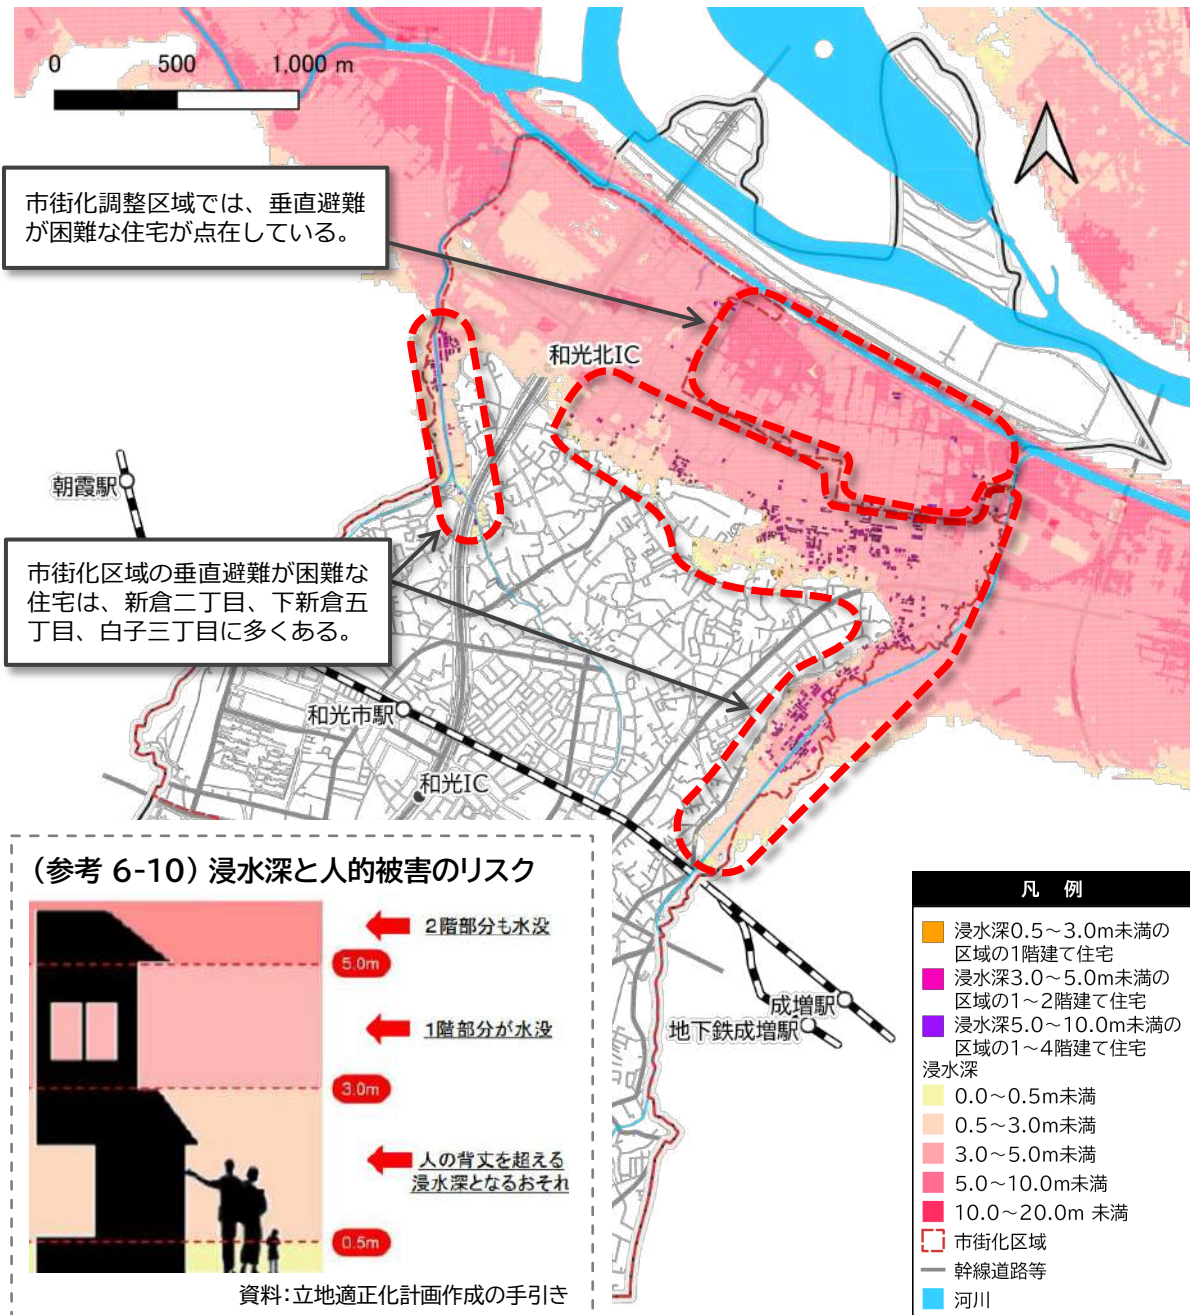 0 500 1,000 m
市街化調整区域では、垂直避難
が困難な住宅が点在している。
和光北IC
朝霞駅
市街化区域の垂直避難が困難な
住宅は、新倉二丁目、下新倉五
丁目、白子三丁目に多くある。
和光市駅
和光IC
成増駅
地下鉄成増駅
(参考 6-10) 浸水深と人的被害のリスク
2階部分も水没
5.0m
1階部分が水没
3.0m
人の背丈を超える
浸水深となるおそれ
0.5m
資料:立地適正化計画作成の手引き
凡 例
浸水深0.5~3.0m未満の
区域の1階建て住宅
浸水深3.0~5.0m未満の
区域の1~2階建て住宅
浸水深5.0~10.0m未満の
区域の1~4階建て住宅
浸水深
0.0~0.5m未満
0.5~3.0m未満
3.0~5.0m未満
5.0~10.0m未満
10.0~20.0m 未満
市街化区域
幹線道路等
河川